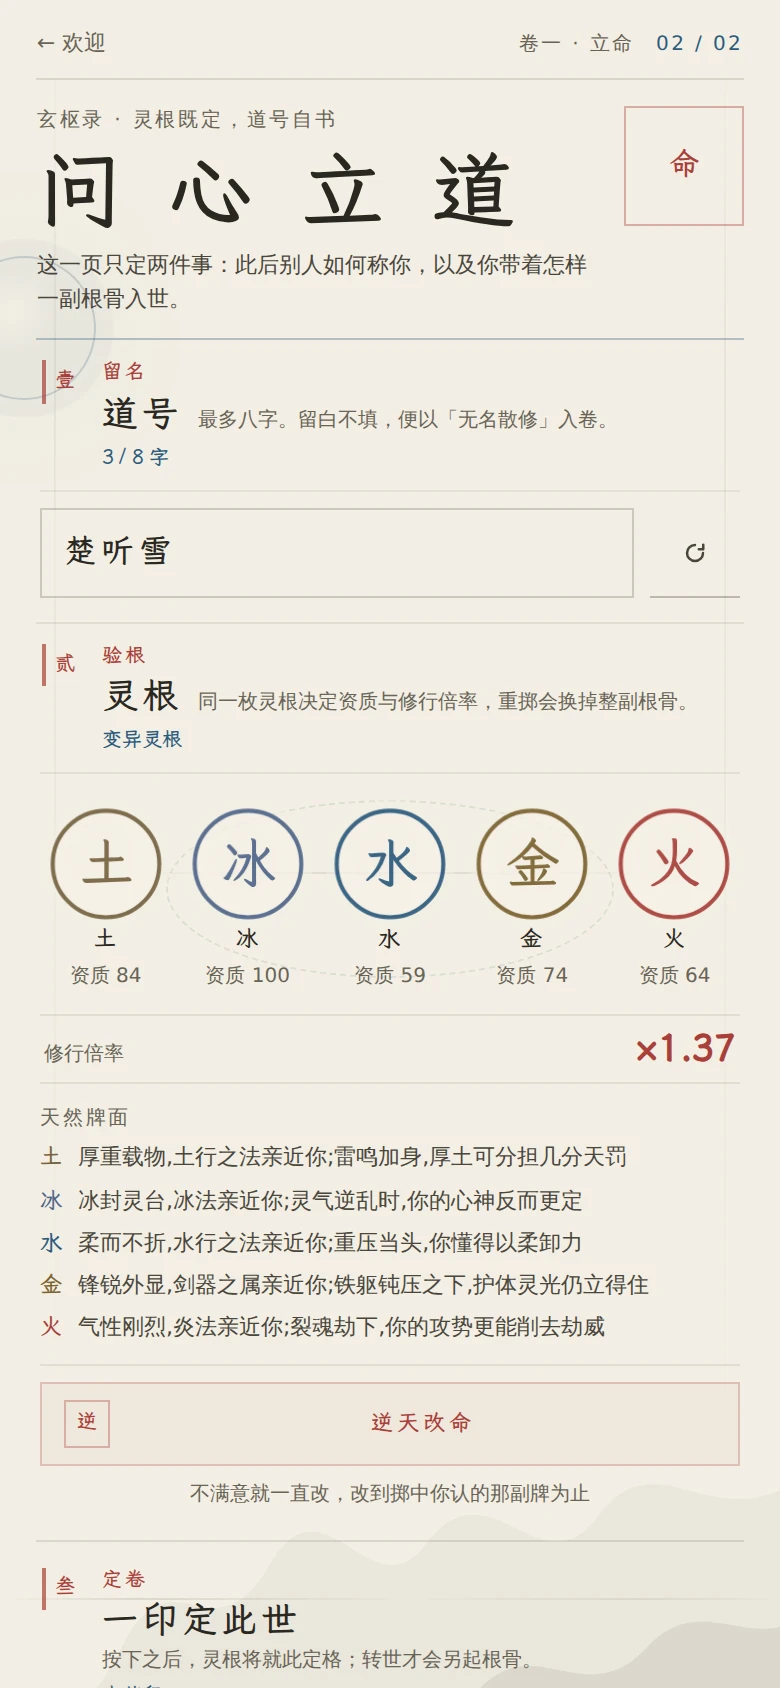 ← 欢迎
卷一 · 立命 02 / 02
玄枢录 · 灵根既定，道号自书
命
问心立道
这一页只定两件事：此后别人如何称你，以及你带着怎样
一副根骨入世。
壹 留名
道号 最多八字。留白不填，便以「无名散修」入卷。
3 / 8 字
楚听雪
贰 验根
灵根 同一枚灵根决定资质与修行倍率，重掷会换掉整副根骨。
变异灵根
土 冰 水 金 火
土 冰 水 金 火
资质 84 资质 100 资质 59 资质 74 资质 64
修行倍率 ×1.37
天然牌面
土 厚重载物,土行之法亲近你;雷鸣加身,厚土可分担几分天罚
冰 冰封灵台,冰法亲近你;灵气逆乱时,你的心神反而更定
水 柔而不折,水行之法亲近你;重压当头,你懂得以柔卸力
金 锋锐外显,剑器之属亲近你;铁躯钝压之下,护体灵光仍立得住
火 气性刚烈,炎法亲近你;裂魂劫下,你的攻势更能削去劫威
逆 逆天改命
不满意就一直改，改到掷中你认的那副牌为止
叁 定卷
一印定此世
按下之后，灵根将就此定格；转世才会另起根骨。